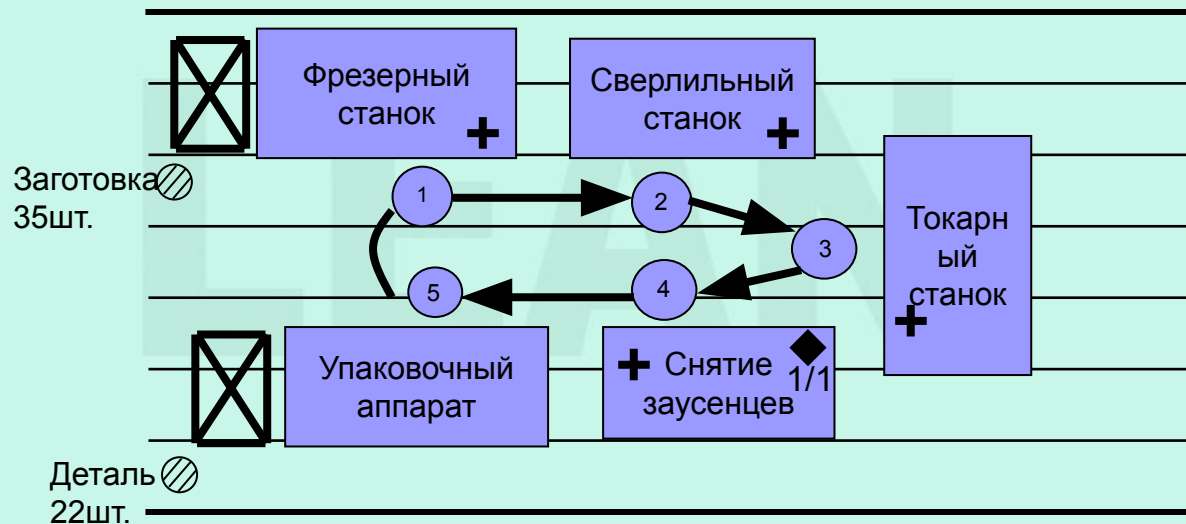 Фрезерный
станок
Сверлильный
станок
Заготовка
35шт.
1
2
3
4
5
Токарн
ый
станок
Упаковочный
аппарат
Снятие
заусенцев
1/1
Деталь
22шт.
LEAN